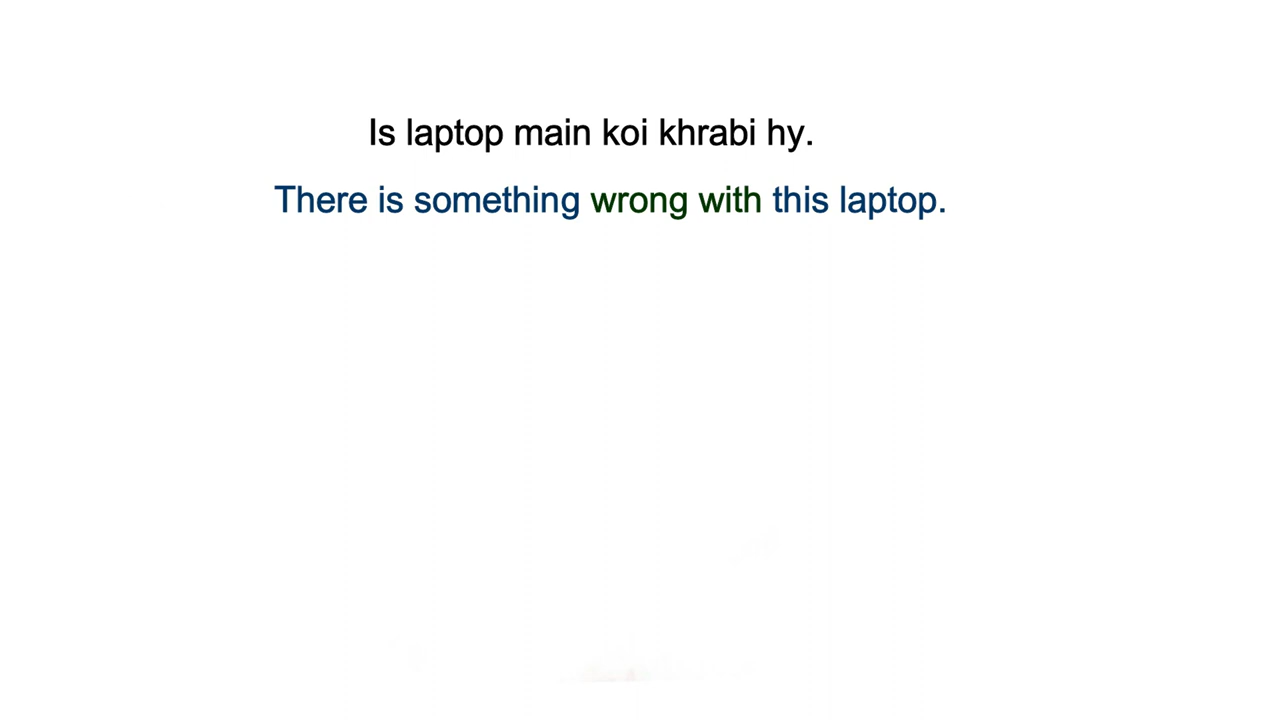 Is laptop main koi khrabi hy.
There is something wrong with this laptop.